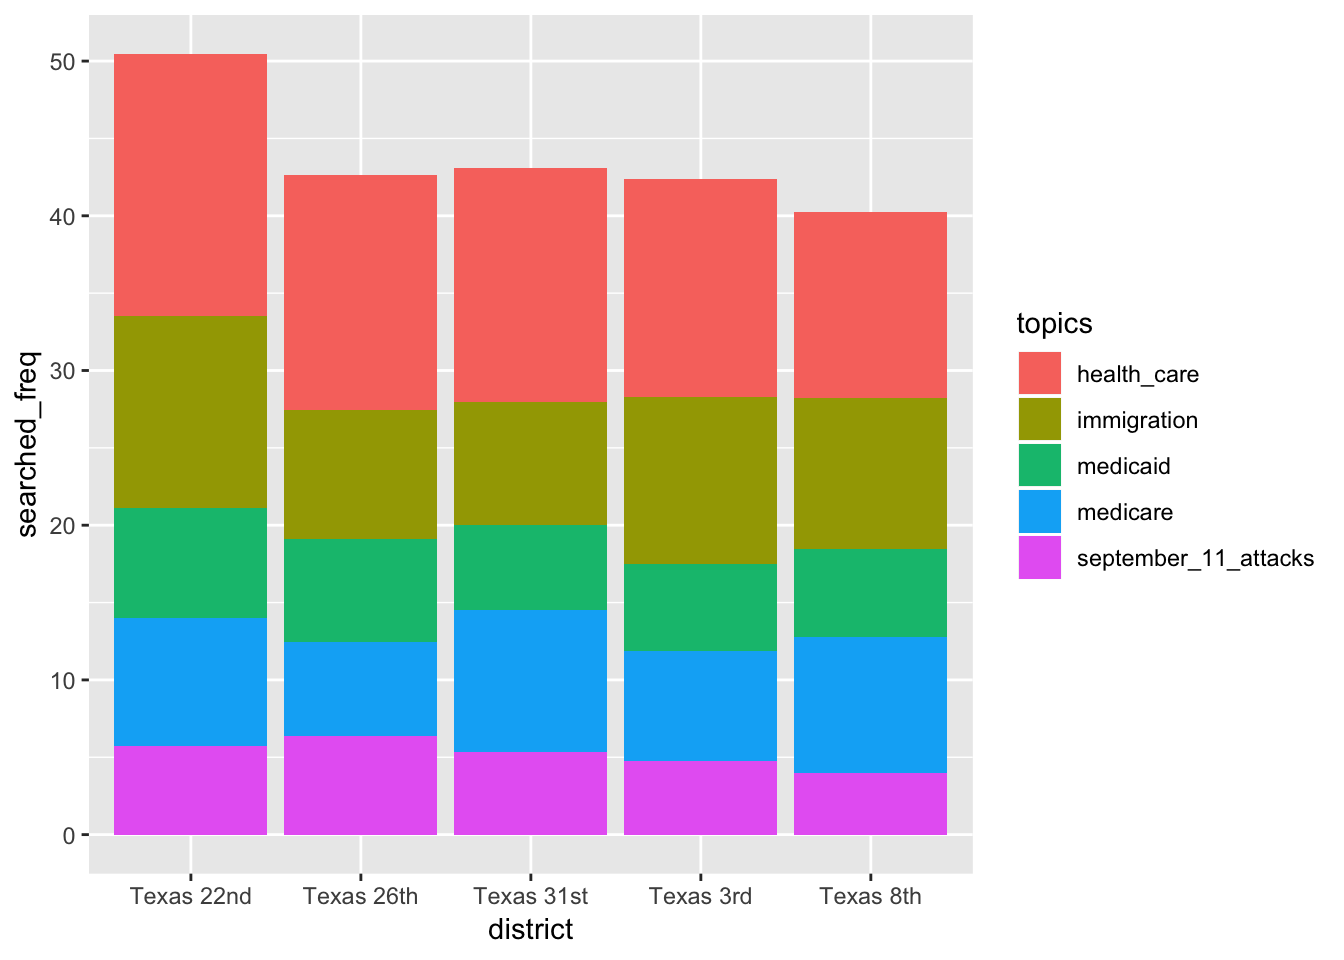 50
40
30
20
10
0
searched_freq
Texas 22nd
Texas 26th
Texas 31st
Texas 3rd
Texas 8th
district
topics
health_care
immigration
medicaid
medicare
september_11_attacks